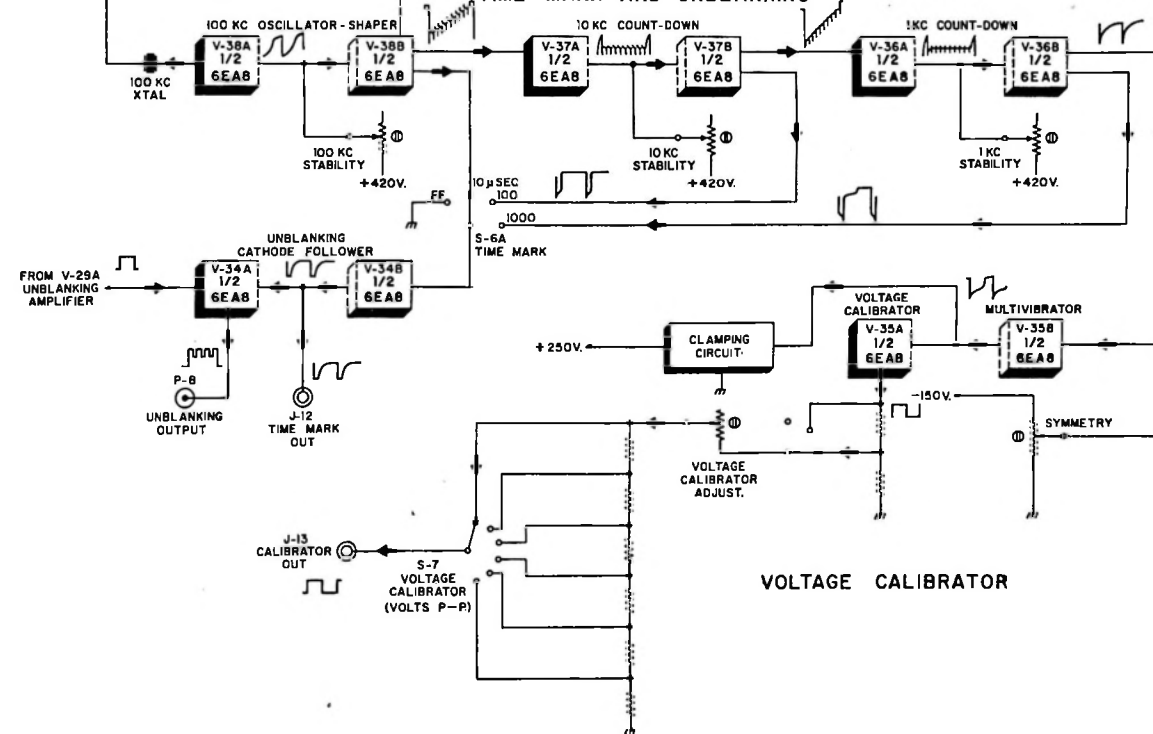 TIME MARK AND UNBLANKING
100 KC OSCILLATOR-SHAPER
10 KC COUNT-DOWN
1KC COUNT-DOWN
V-38A
1/2
6EA8
V-38B
1/2
6EA8
V-37A
1/2
6EA8
V-37B
1/2
6EA8
V-36A
1/2
6EA8
V-36B
1/2
6EA8
100 KC
XTAL
100 KC
STABILITY
+420V.
10 KC
STABILITY
+420V.
1 KC
STABILITY
+420V.
OFF
10 µSEC
100
1000
S-6A
TIME MARK
UNBLANKING
CATHODE FOLLOWER
FROM V-29A
UNBLANKING
AMPLIFIER
V-34A
1/2
6EA8
V-34B
1/2
6EA8
P-8
UNBLANKING
OUTPUT
J-12
TIME MARK
OUT
+250V.
CLAMPING
CIRCUIT
VOLTAGE
CALIBRATOR
MULTIVIBRATOR
V-35A
1/2
6EA8
V-35B
1/2
6EA8
-150V.
SYMMETRY
VOLTAGE
CALIBRATOR
ADJUST.
J-13
CALIBRATOR
OUT
S-7
VOLTAGE
CALIBRATOR
(VOLTS P-P.)
VOLTAGE CALIBRATOR